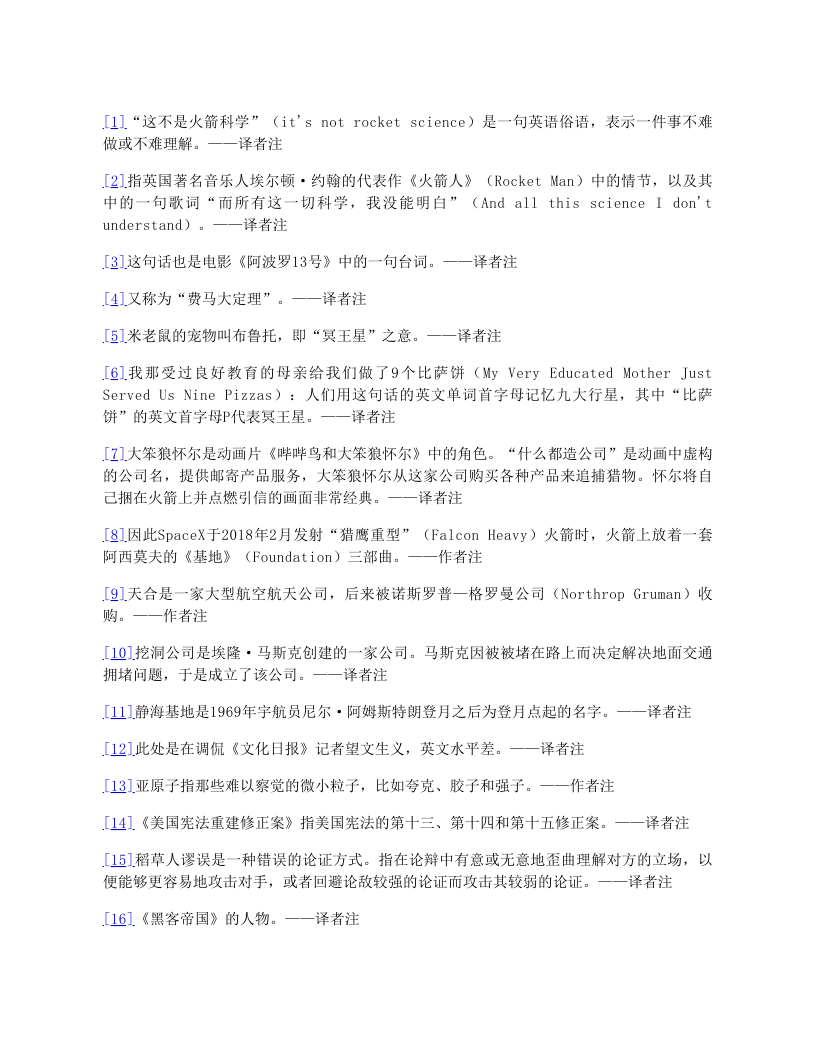 [1]“这不是火箭科学”（it's not rocket science）是一句英语俗语，表示一件事不难
做或不难理解。——译者注
[2]指英国著名音乐人埃尔顿·约翰的代表作《火箭人》（Rocket Man）中的情节，以及其
中的一句歌词“而所有这一切科学，我没能明白”（And all this science I don't
understand）。——译者注
[3]这句话也是电影《阿波罗13号》中的一句台词。——译者注
[4]又称为“费马大定理”。——译者注
[5]米老鼠的宠物叫布鲁托，即“冥王星”之意。——译者注
[6]我那受过良好教育的母亲给我们做了9个比萨饼（My Very Educated Mother Just
Served Us Nine Pizzas）：人们用这句话的英文单词首字母记忆九大行星，其中“比萨
饼”的英文首字母P代表冥王星。——译者注
[7]大笨狼怀尔是动画片《哔哔鸟和大笨狼怀尔》中的角色。“什么都造公司”是动画中虚构
的公司名，提供邮寄产品服务，大笨狼怀尔从这家公司购买各种产品来追捕猎物。怀尔将自
己捆在火箭上并点燃引信的画面非常经典。——译者注
[8]因此SpaceX于2018年2月发射“猎鹰重型”（Falcon Heavy）火箭时，火箭上放着一套
阿西莫夫的《基地》（Foundation）三部曲。——作者注
[9]天合是一家大型航空航天公司，后来被诺斯罗普—格罗曼公司（Northrop Gruman）收
购。——作者注
[10]挖洞公司是埃隆·马斯克创建的一家公司。马斯克因被被堵在路上而决定解决地面交通
拥堵问题，于是成立了该公司。——译者注
[11]静海基地是1969年宇航员尼尔·阿姆斯特朗登月之后为登月点起的名字。——译者注
[12]此处是在调侃《文化日报》记者望文生义，英文水平差。——译者注
[13]亚原子指那些难以察觉的微小粒子，比如夸克、胶子和强子。——作者注
[14]《美国宪法重建修正案》指美国宪法的第十三、第十四和第十五修正案。——译者注
[15]稻草人谬误是一种错误的论证方式。指在论辩中有意或无意地歪曲理解对方的立场，以
便能够更容易地攻击对手，或者回避论敌较强的论证而攻击其较弱的论证。——译者注
[16]《黑客帝国》的人物。——译者注